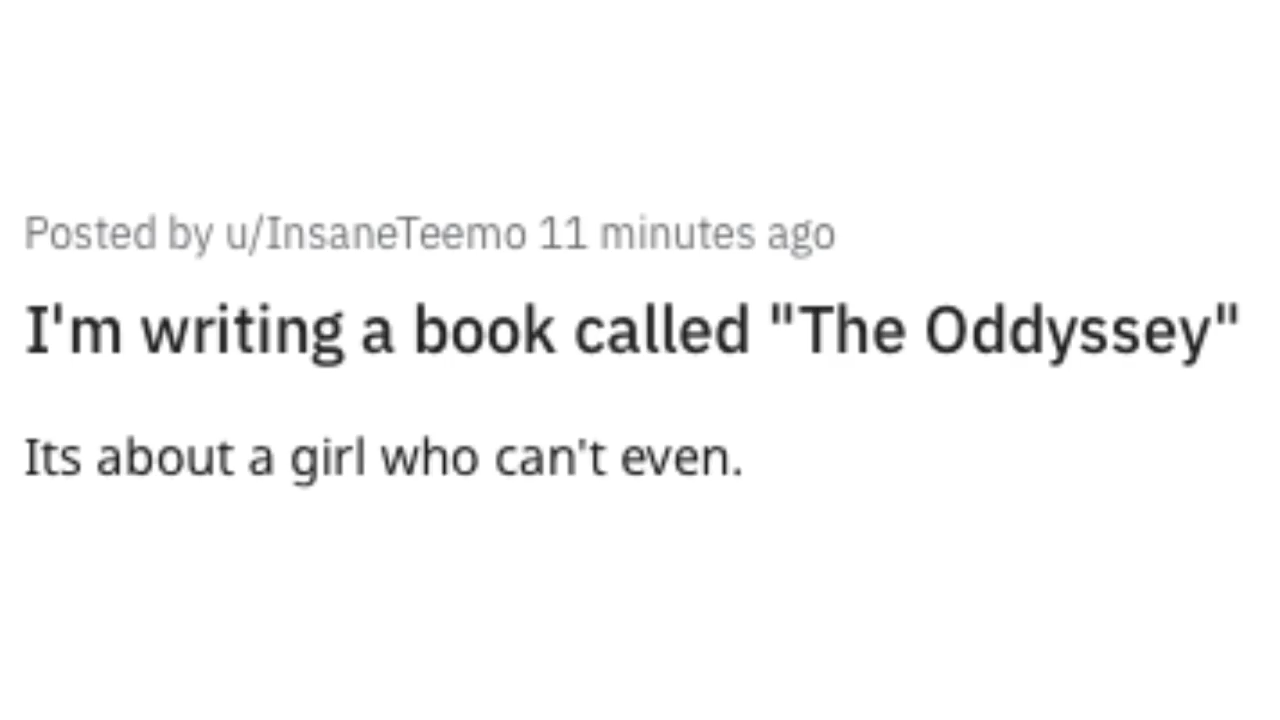 Posted by u/InsaneTeemo 11 minutes ago
I'm writing a book called "The Oddyssey"
Its about a girl who can't even.